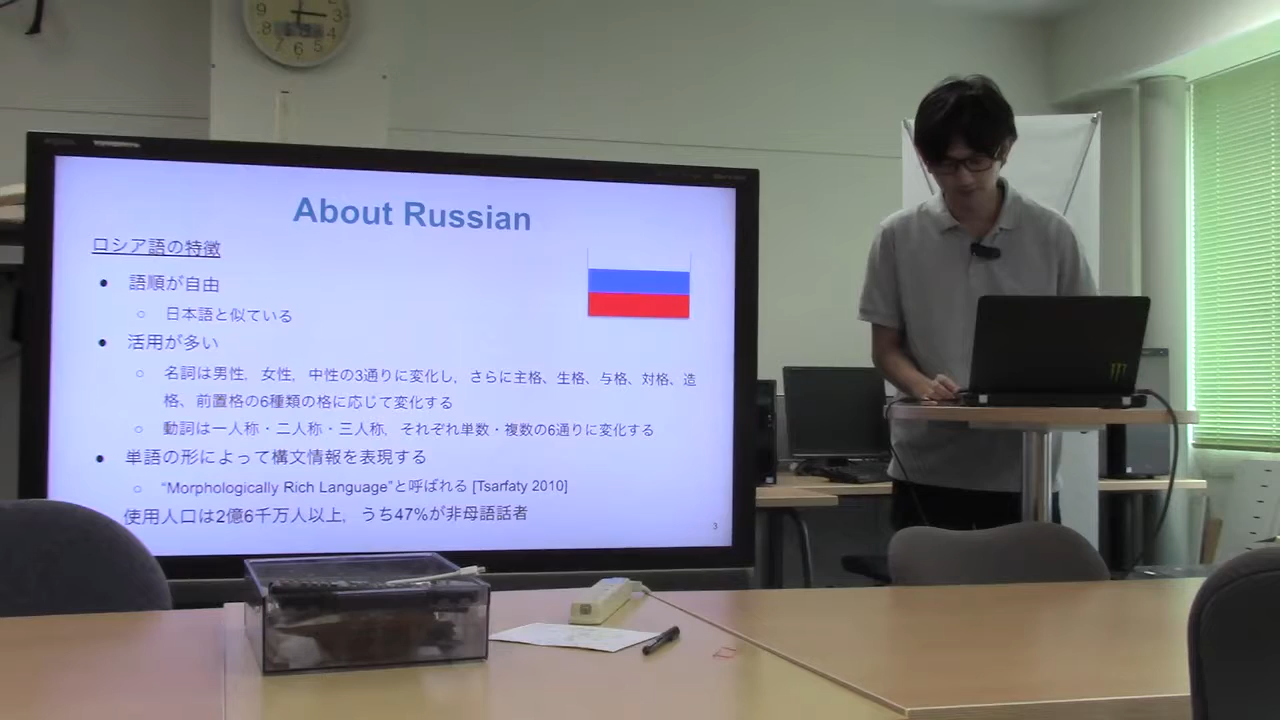 About Russian
ロシア語の特徴
● 語順が自由
○ 日本語と似ている
● 活用が多い
○ 名詞は男性，女性，中性の3通りに変化し，さらに主格、生格、与格、対格、造
格、前置格の6種類の格に応じて変化する
○ 動詞は一人称・二人称・三人称，それぞれ単数・複数の6通りに変化する
● 単語の形によって構文情報を表現する
○ “Morphologically Rich Language”と呼ばれる [Tsarfaty 2010]
使用人口は2億6千万人以上，うち47%が非母語話者
3